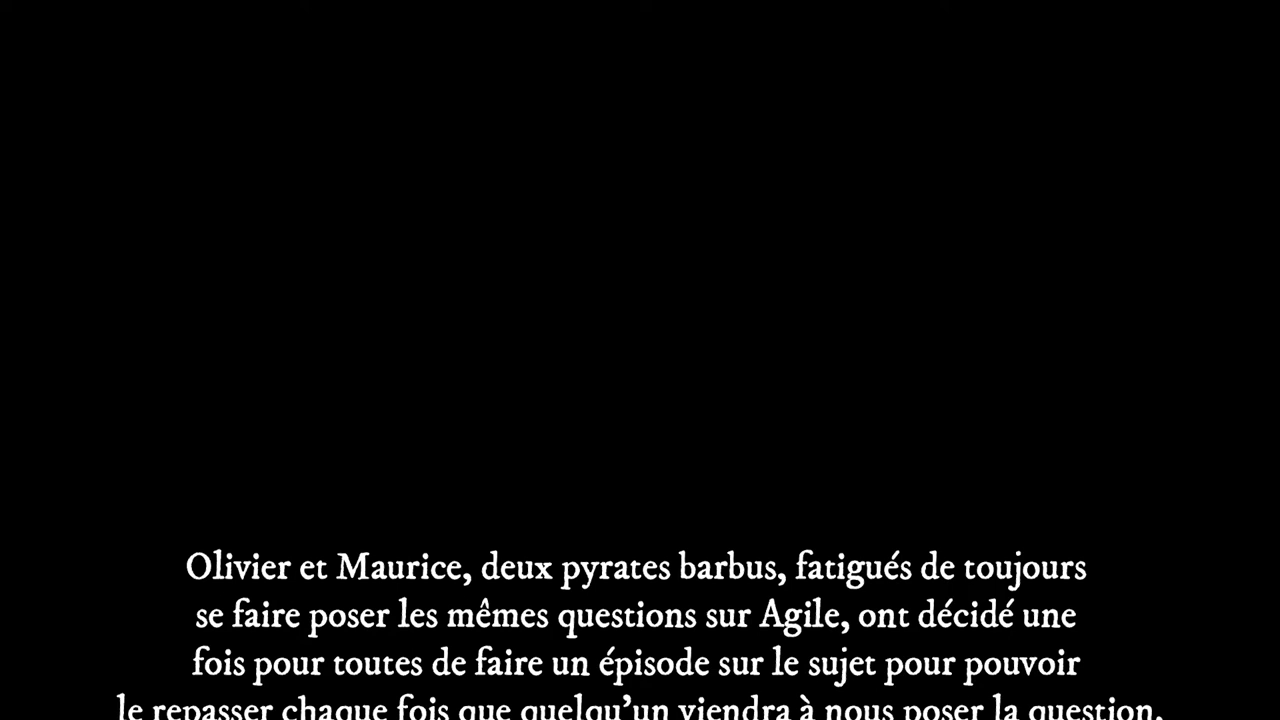 Olivier et Maurice, deux pyrates barbus, fatigués de toujours
se faire poser les mêmes questions sur Agile, ont décidé une
fois pour toutes de faire un épisode sur le sujet pour pouvoir
le repasser chaque fois que quelqu'un viendra à nous poser la question.